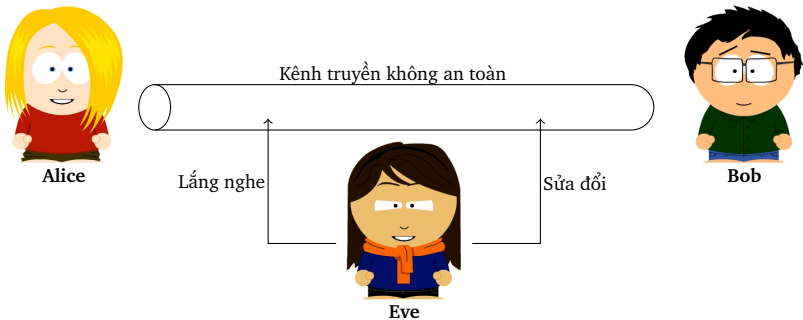 Kênh truyền không an toàn
Alice
Bob
Lắng nghe
Sửa đổi
Eve